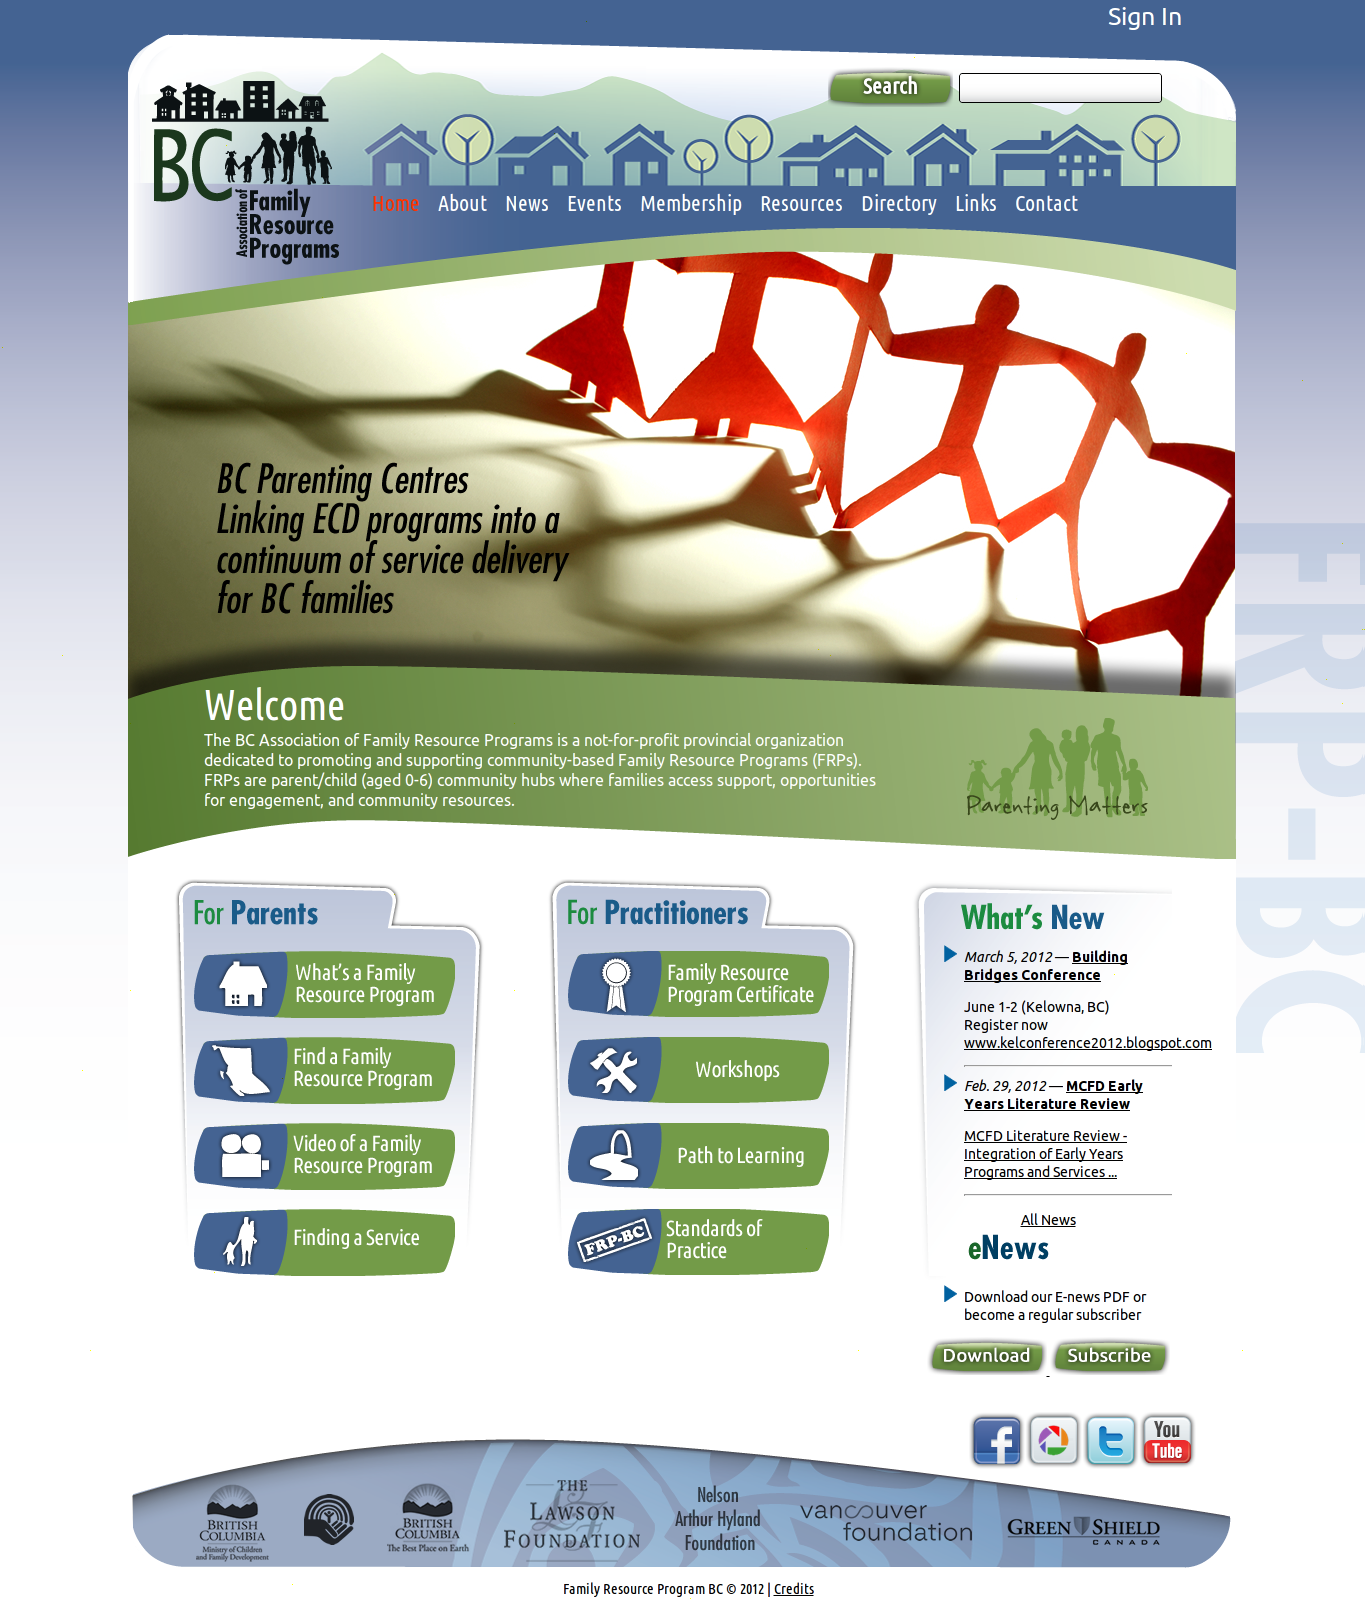 Sign In
Search
BC
Association of
Family
Resource
Programs
Home About News Events Membership Resources Directory Links Contact
BC Parenting Centres
Linking ECD programs into a
continuum of service delivery
for BC families
FRP-BC
Welcome
The BC Association of Family Resource Programs is a not-for-profit provincial organization
dedicated to promoting and supporting community-based Family Resource Programs (FRPs).
FRPs are parent/child (aged 0-6) community hubs where families access support, opportunities
for engagement, and community resources.
Parenting Matters
For Parents
What's a Family
Resource Program
Find a Family
Resource Program
Video of a Family
Resource Program
Finding a Service
For Practitioners
Family Resource
Program Certificate
Workshops
Path to Learning
FRP-BC
Standards of
Practice
What's New
March 5, 2012 — Building
Bridges Conference
June 1-2 (Kelowna, BC)
Register now
www.kelconference2012.blogspot.com
Feb. 29, 2012 — MCFD Early
Years Literature Review
MCFD Literature Review -
Integration of Early Years
Programs and Services ...
All News
eNews
Download our E-news PDF or
become a regular subscriber
Download Subscribe
You
Tube
BRITISH
COLUMBIA
Ministry of Children
and Family Development
BRITISH
COLUMBIA
The Best Place on Earth
THE
LAWSON
FOUNDATION
Nelson
Arthur Hyland
Foundation
vancouver
foundation
GREEN SHIELD
CANADA
Family Resource Program BC © 2012 | Credits